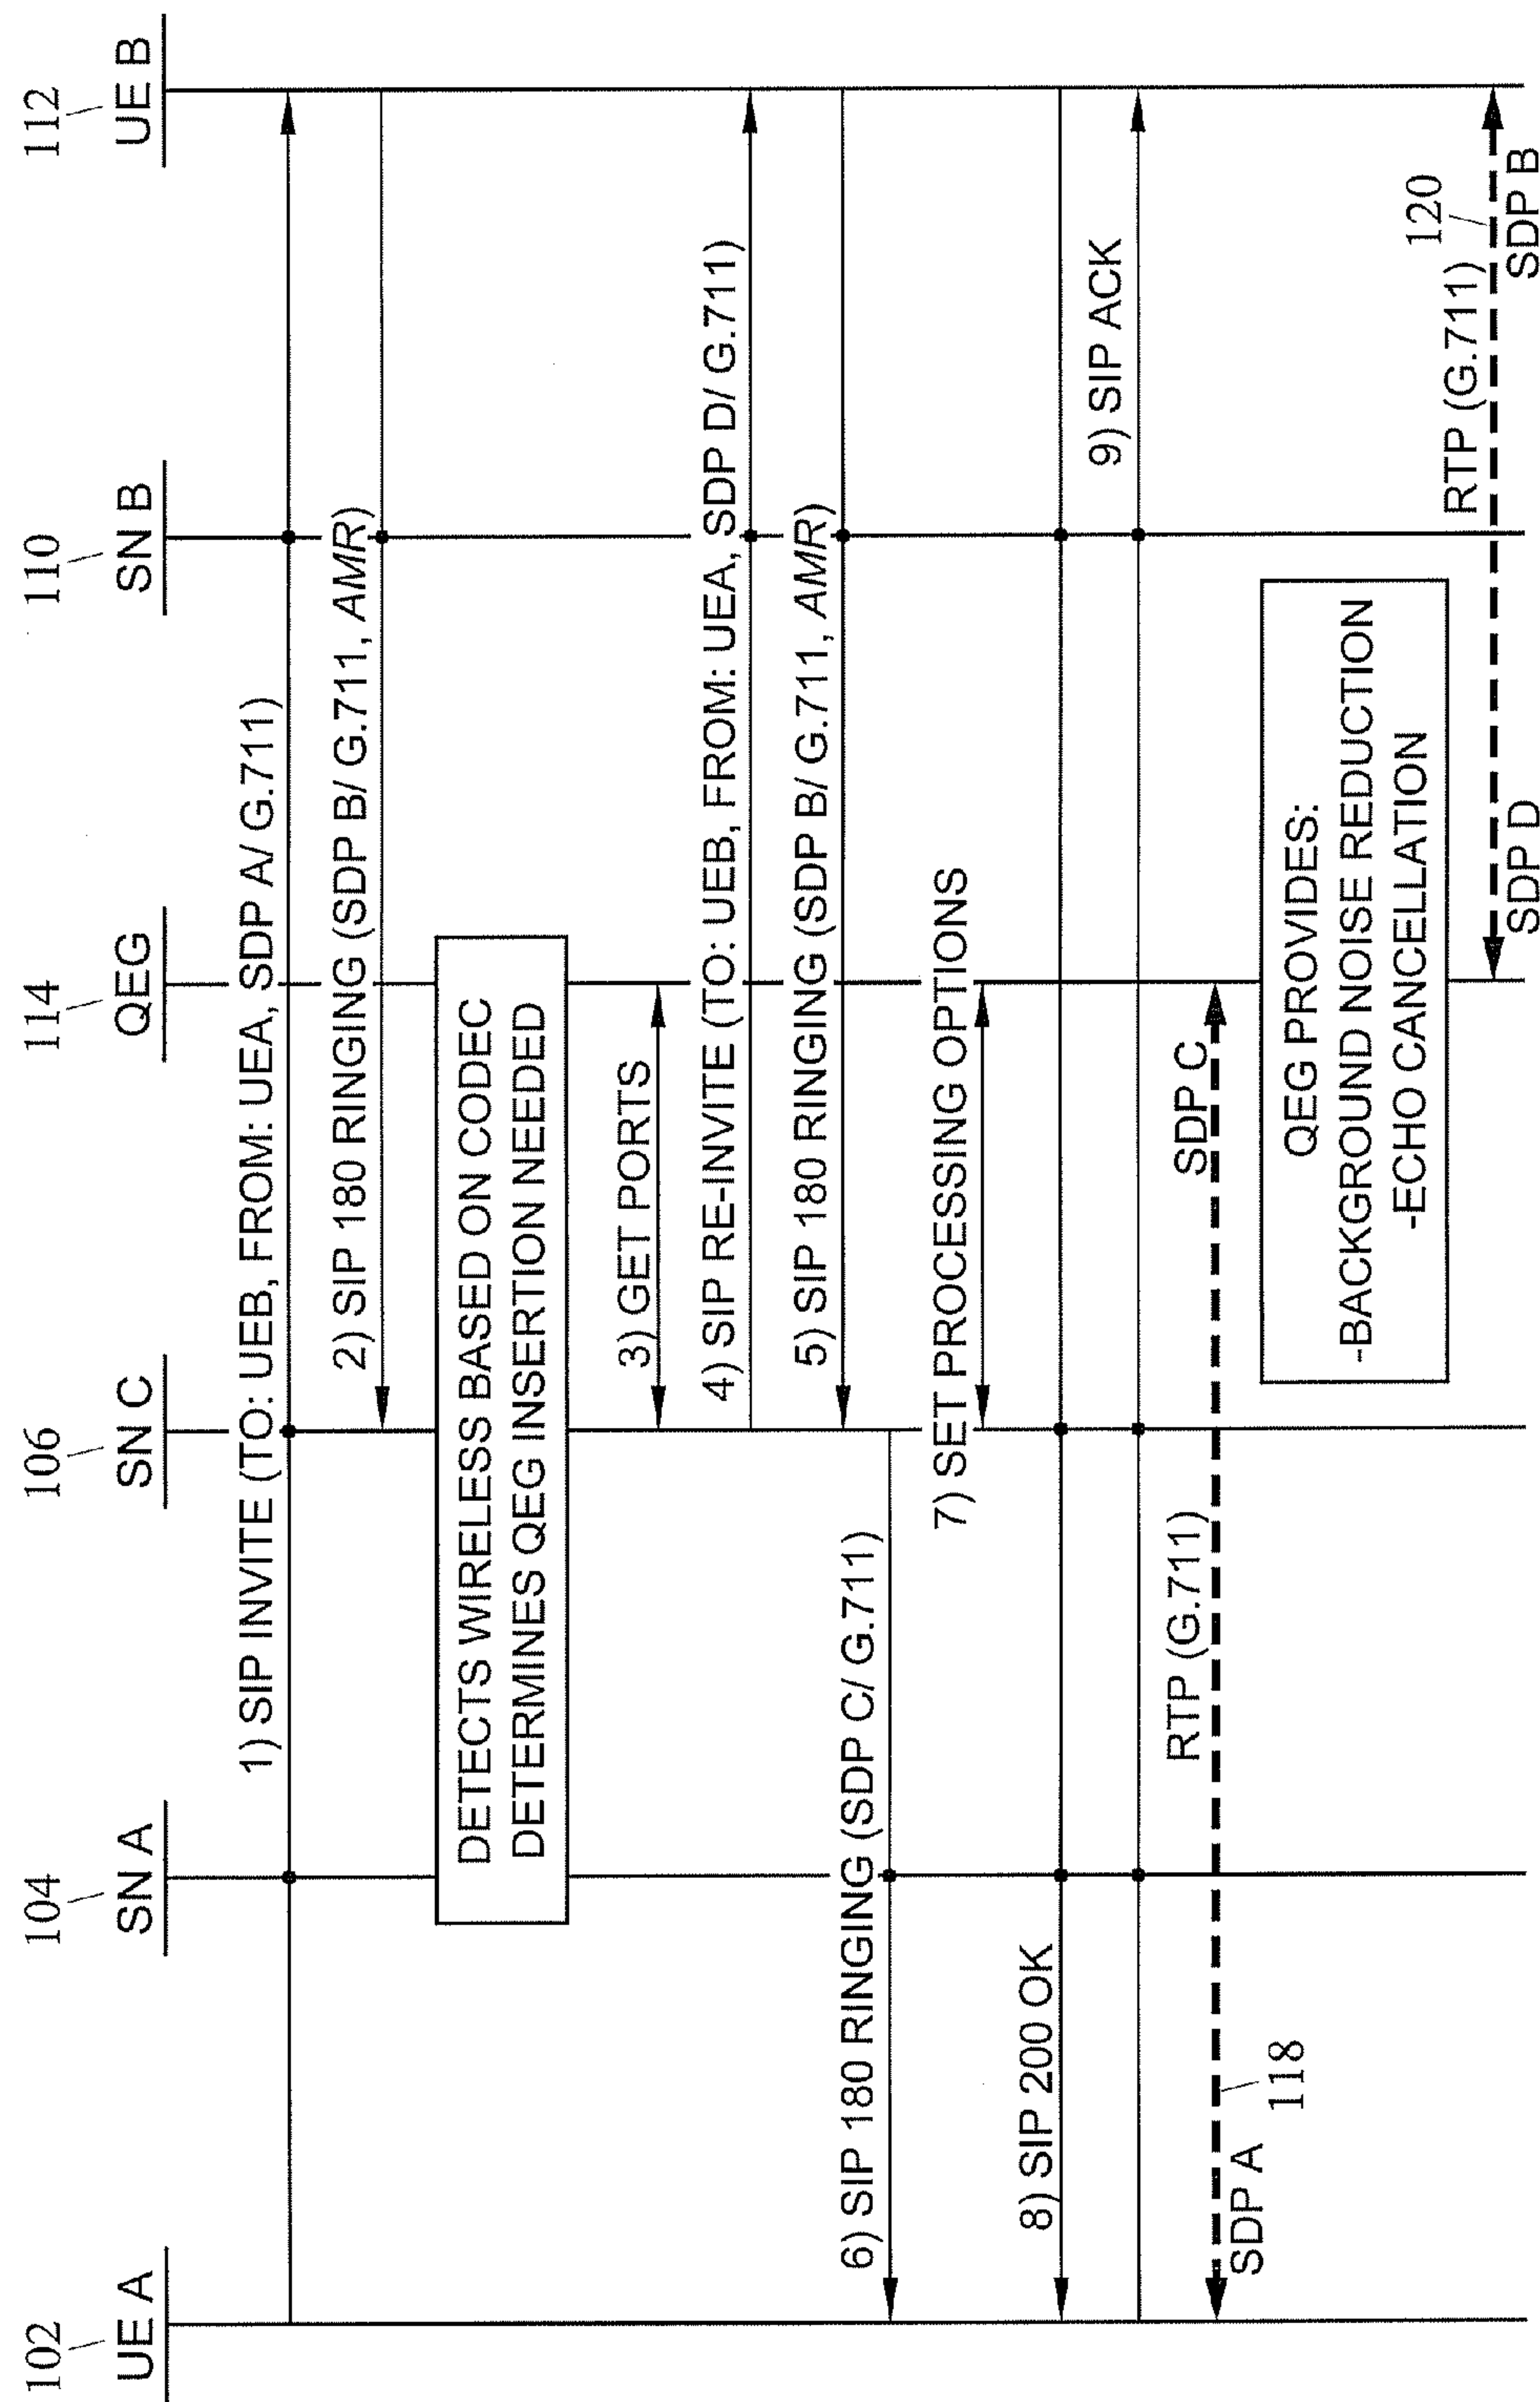 102
UE A
104
SN A
106
SN C
114
QEG
110
SN B
112
UE B
1) SIP INVITE (TO: UEB, FROM: UEA, SDP A/ G.711)
2) SIP 180 RINGING (SDP B/ G.711, AMR)
DETECTS WIRELESS BASED ON CODEC
DETERMINES QEG INSERTION NEEDED
3) GET PORTS
4) SIP RE-INVITE (TO: UEB, FROM: UEA, SDP D/ G.711)
5) SIP 180 RINGING (SDP B/ G.711, AMR)
6) SIP 180 RINGING (SDP C/ G.711)
7) SET PROCESSING OPTIONS
8) SIP 200 OK
9) SIP ACK
RTP (G.711)
SDP C
SDP A
118
QEG PROVIDES:
-BACKGROUND NOISE REDUCTION
-ECHO CANCELLATION
RTP (G.711)
120
SDP D
SDP B